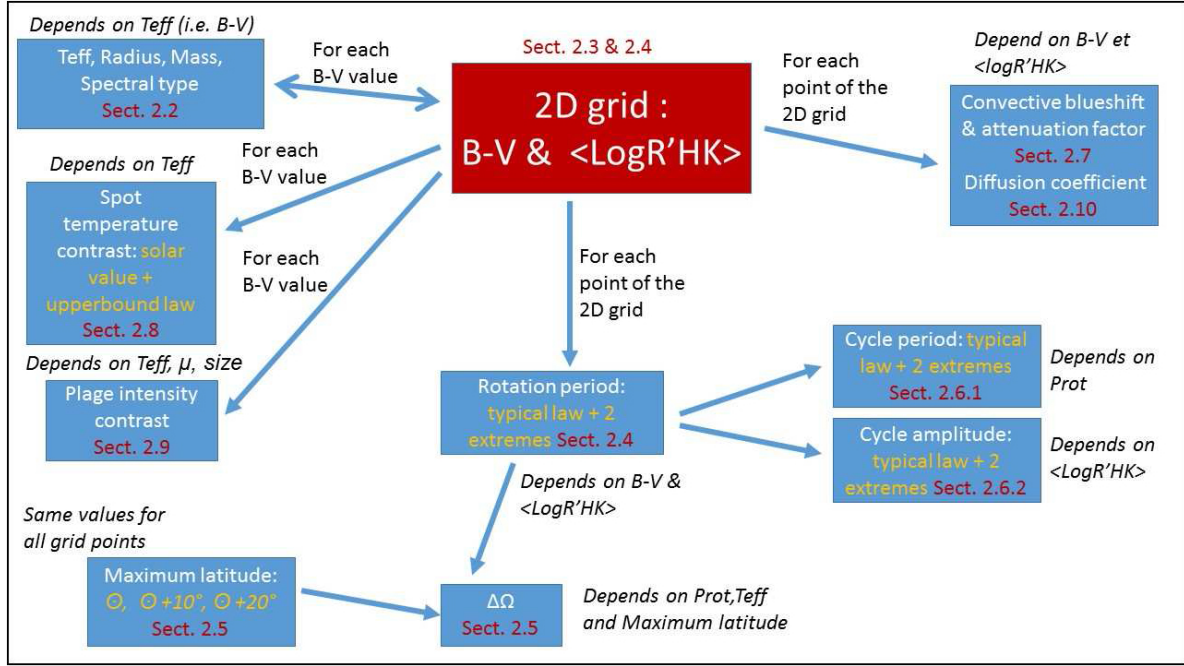 Depends on Teff (i.e. B-V)
Teff, Radius, Mass,
Spectral type
Sect. 2.2
For each
B-V value
Sect. 2.3 & 2.4
2D grid :
B-V & <LogR'HK>
For each
point of the
2D grid
Depend on B-V et
<logR'HK>
Convective blueshift
& attenuation factor
Sect. 2.7
Diffusion coefficient
Sect. 2.10
Depends on Teff
Spot
temperature
contrast: solar
value +
upperbound law
Sect. 2.8
For each
B-V value
For each
B-V value
For each
point of the
2D grid
Depends on Teff, μ, size
Plage intensity
contrast
Sect. 2.9
Rotation period:
typical law + 2
extremes Sect. 2.4
Cycle period: typical
law + 2 extremes
Sect. 2.6.1
Depends on
Prot
Cycle amplitude:
typical law + 2
extremes Sect. 2.6.2
Depends on
<LogR'HK>
Depends on B-V &
<LogR'HK>
Same values for
all grid points
Maximum latitude:
⊙, ⊙+10°, ⊙+20°
Sect. 2.5
ΔΩ
Sect. 2.5
Depends on Prot,Teff
and Maximum latitude